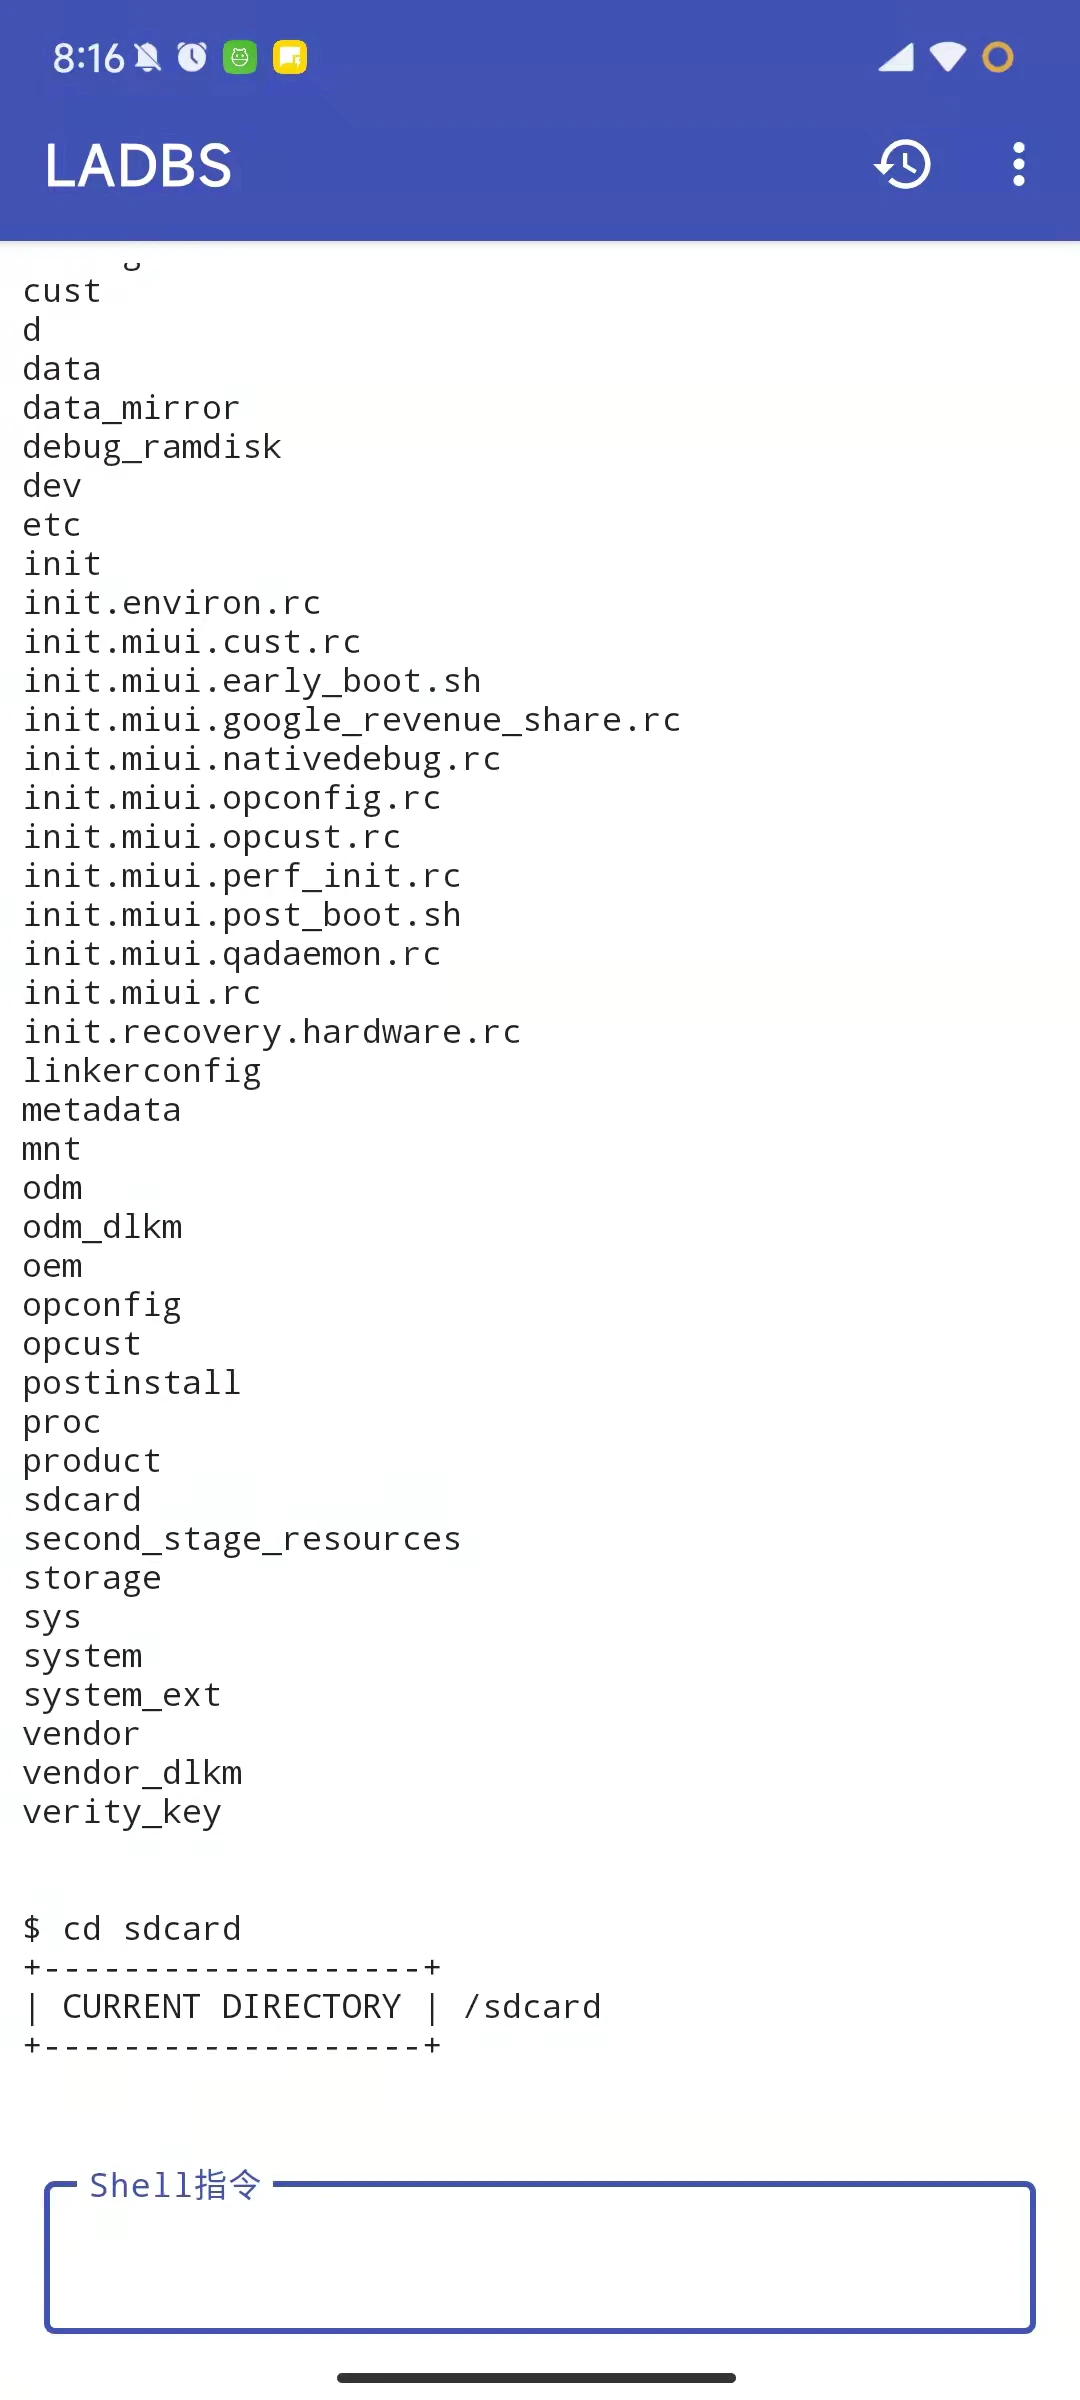 8:16
LADBS
cust
d
data
data_mirror
debug_ramdisk
dev
etc
init
init.environ.rc
init.miui.cust.rc
init.miui.early_boot.sh
init.miui.google_revenue_share.rc
init.miui.nativedebug.rc
init.miui.opconfig.rc
init.miui.opcust.rc
init.miui.perf_init.rc
init.miui.post_boot.sh
init.miui.qadaemon.rc
init.miui.rc
init.recovery.hardware.rc
linkerconfig
metadata
mnt
odm
odm_dlkm
oem
opconfig
opcust
postinstall
proc
product
sdcard
second_stage_resources
storage
sys
system
system_ext
vendor
vendor_dlkm
verity_key
$ cd sdcard
+-------------------+
| CURRENT DIRECTORY | /sdcard
+-------------------+
Shell指令